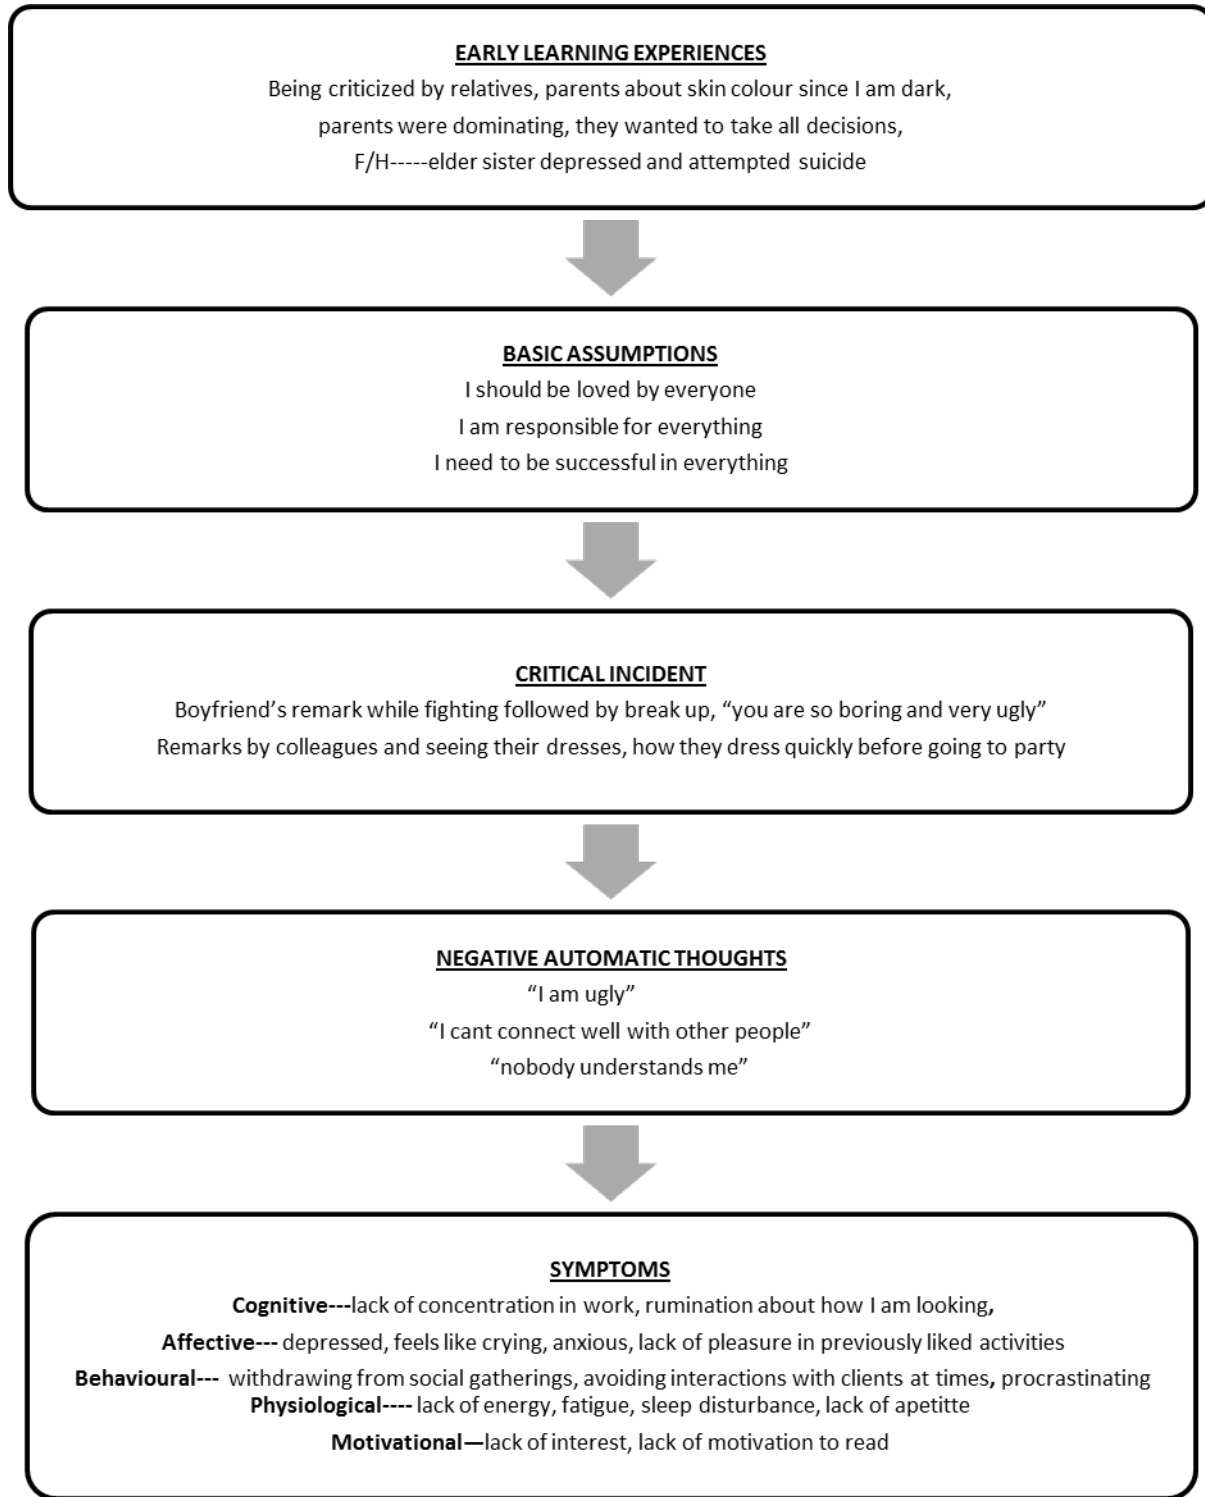 EARLY LEARNING EXPERIENCES
Being criticized by relatives, parents about skin colour since I am dark,
parents were dominating, they wanted to take all decisions,
F/H-----elder sister depressed and attempted suicide
BASIC ASSUMPTIONS
I should be loved by everyone
I am responsible for everything
I need to be successful in everything
CRITICAL INCIDENT
Boyfriend’s remark while fighting followed by break up, “you are so boring and very ugly”
Remarks by colleagues and seeing their dresses, how they dress quickly before going to party
NEGATIVE AUTOMATIC THOUGHTS
“I am ugly”
“I cant connect well with other people”
“nobody understands me”
SYMPTOMS
Cognitive---lack of concentration in work, rumination about how I am looking,
Affective--- depressed, feels like crying, anxious, lack of pleasure in previously liked activities
Behavioural--- withdrawing from social gatherings, avoiding interactions with clients at times, procrastinating
Physiological---- lack of energy, fatigue, sleep disturbance, lack of apetitte
Motivational—lack of interest, lack of motivation to read